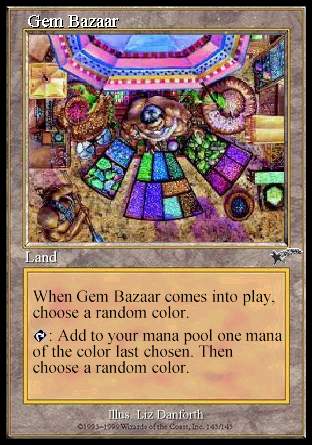 Gem Bazaar
Land
When Gem Bazaar comes into play,
choose a random color.
: Add to your mana pool one mana
of the color last chosen. Then
choose a random color.
Illus. Liz Danforth
©1993-1999 Wizards of the Coast, Inc. 143/143